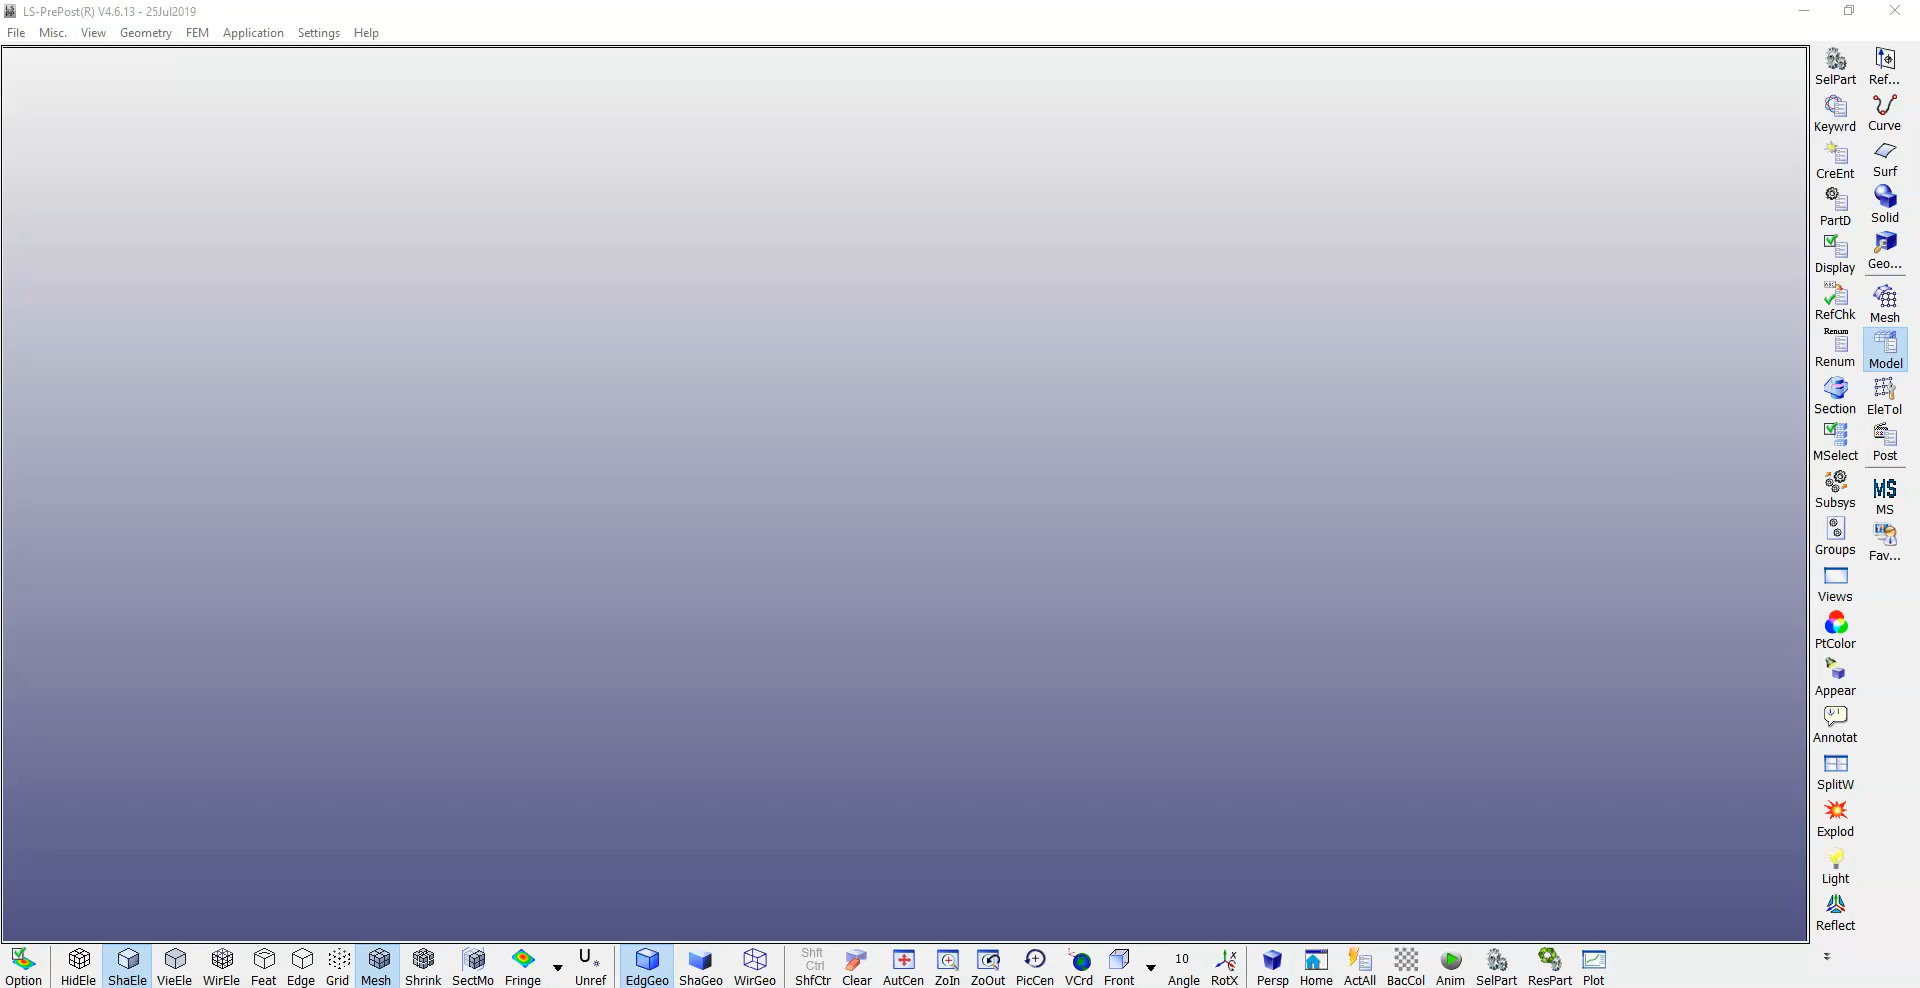 LS-PrePost(R) V4.6.13 - 25Jul2019
File Misc. View Geometry FEM Application Settings Help
SelPart Ref...
Keywrd Curve
CreEnt Surf
PartD Solid
Display Geo...
RefChk Mesh
Renum
Renum Model
Section EleTol
MSelect Post
Subsys MS
MS
Groups Fav...
Views
PtColor
Appear
Annotat
SplitW
Explod
Light
Reflect
Shft
Ctrl
U
10
Option HidEle ShaEle VieEle WirEle Feat Edge Grid Mesh Shrink SectMo Fringe Unref EdgGeo ShaGeo WirGeo ShfCtr Clear AutCen ZoIn ZoOut PicCen VCrd Front Angle RotX Persp Home ActAll BacCol Anim SelPart ResPart Plot